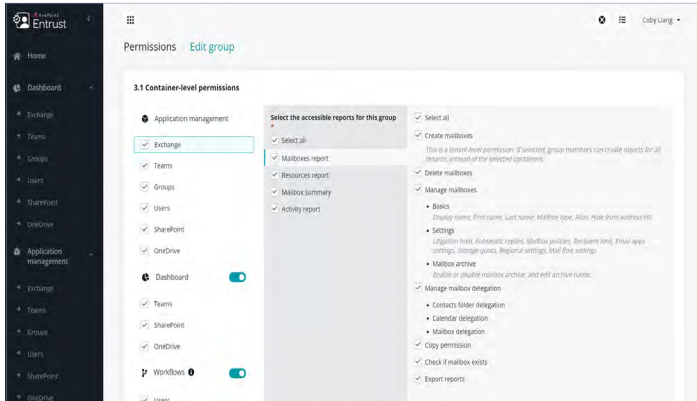 AvePoint
Entrust
Home
Dashboard
Exchange
Teams
Groups
Users
SharePoint
OneDrive
Application
management
Exchange
Teams
Groups
Users
SharePoint
OneDrive
Coby Liang
Permissions Edit group
3.1 Container-level permissions
Application management
Exchange
Teams
Groups
Users
SharePoint
OneDrive
Dashboard
Teams
SharePoint
OneDrive
Workflows
Users
Select the accessible reports for this group
*
Select all
Mailboxes report
Resources report
Mailbox summary
Activity report
Select all
Create mailboxes
This is a tenant-level permission. If selected, group members can create objects for all
tenants, instead of the selected containers.
Delete mailboxes
Manage mailboxes
• Basics
Display name, First name, Last name, Mailbox type, Alias, Hide from address list
• Settings
Litigation hold, Automatic replies, Mailbox policies, Recipient limit, Email apps
settings, Storage quota, Regional settings, Mail flow settings
• Mailbox archive
Enable or disable mailbox archive, and edit archive name.
Manage mailbox delegation
• Contacts folder delegation
• Calendar delegation
• Mailbox delegation
Copy permission
Check if mailbox exists
Export reports